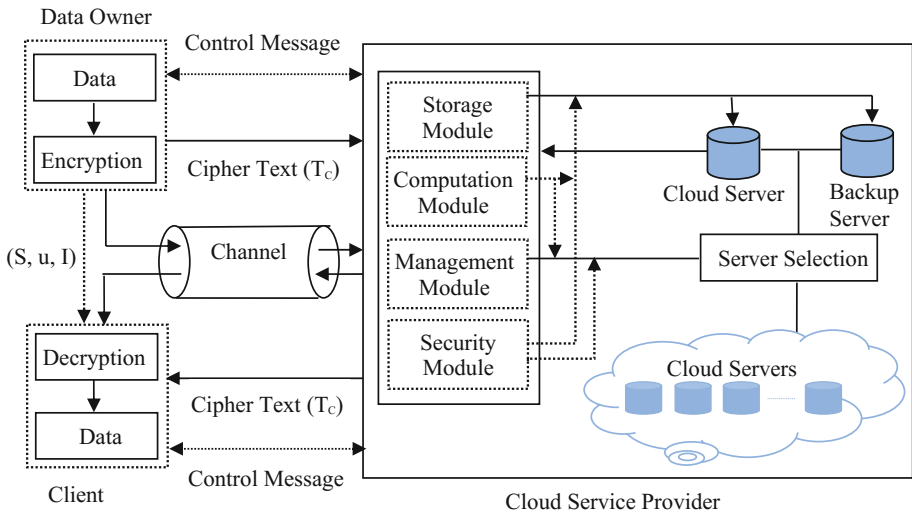 Data Owner
Control Message
Data
Storage
Module
Encryption
Cipher Text (Tc)
Computation
Module
Cloud Server
Backup
Server
(S, u, I)
Channel
Management
Module
Server Selection
Security
Module
Decryption
Cloud Servers
Cipher Text (Tc)
Data
Control Message
Client
Cloud Service Provider